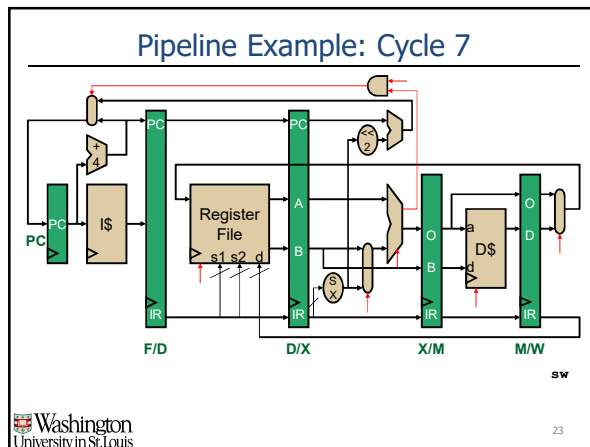 Pipeline Example: Cycle 7
PC
PC
<<
2
+
4
PC
I$
PC
Register
File
s1 s2 d
A
B
S
X
O
B
a
D$
d
O
D
IR
IR
IR
IR
F/D
D/X
X/M
M/W
sw
Washington
University in St. Louis
23